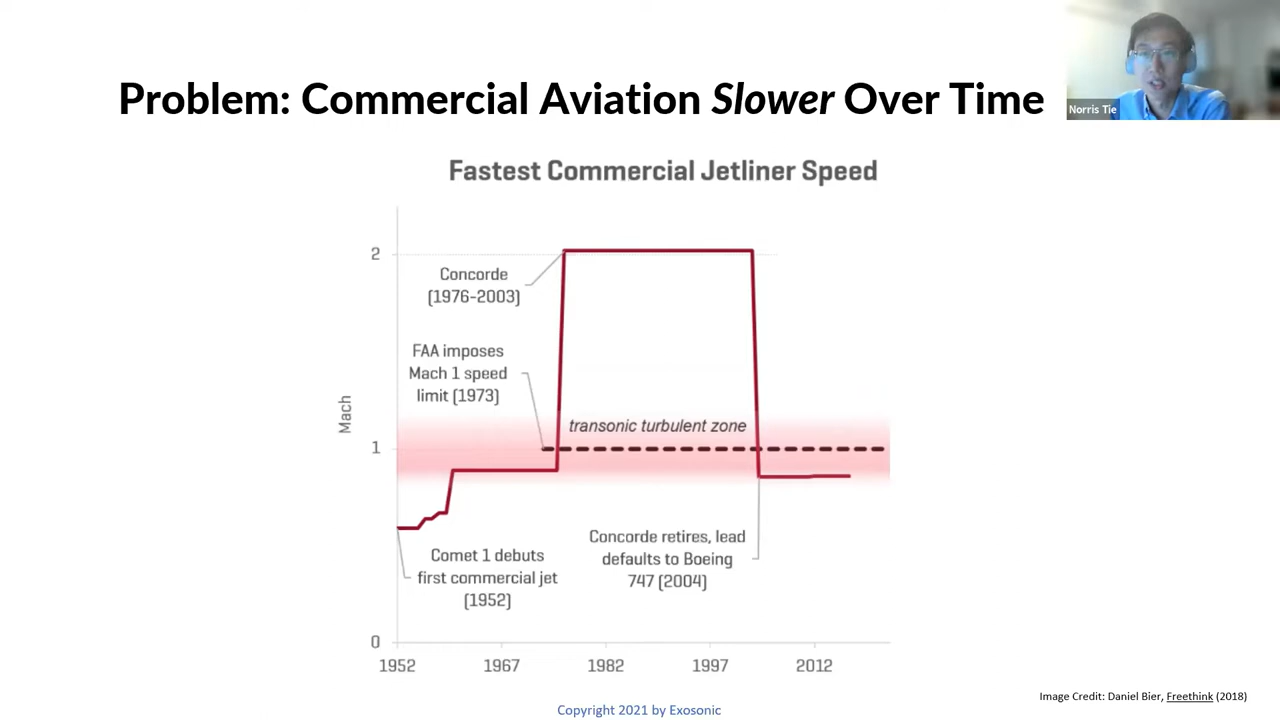 Problem: Commercial Aviation Slower Over Time
Norris Tie
Fastest Commercial Jetliner Speed
2
Concorde
(1976-2003)
FAA imposes
Mach 1 speed
limit (1973)
Mach
transonic turbulent zone
1
Concorde retires, lead
defaults to Boeing
747 (2004)
Comet 1 debuts
first commercial jet
(1952)
0
1952
1967
1982
1997
2012
Image Credit: Daniel Bier, Freethink (2018)
Copyright 2021 by Exosonic